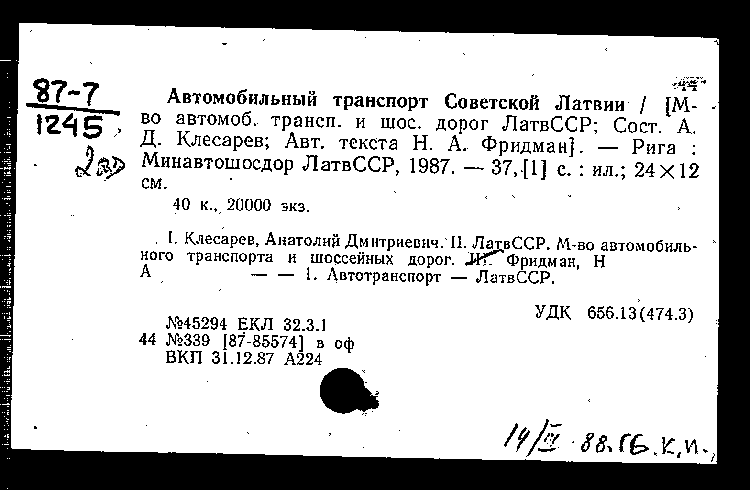 87-7
1245
Автомобильный транспорт Советской Латвии / [М-
во автомоб. трансп. и шос. дорог ЛатвССР; Сост. А.
Д. Клесарев; Авт. текста Н. А. Фридман]. — Рига :
Минавтошосдор ЛатвССР, 1987. — 37,[1] с. : ил.; 24×12
см.
40 к., 20000 экз.
I. Клесарев, Анатолий Дмитриевич. II. ЛатвССР. М-во автомобиль-
ного транспорта и шоссейных дорог. III. Фридман, Н
А — — 1. Автотранспорт — ЛатвССР.
УДК 656.13(474.3)
№45294 ЕКЛ 32.3.1
44 №339 [87-85574] в оф
ВКП 31.12.87 А224
14/III 88. ГБ. К.И.